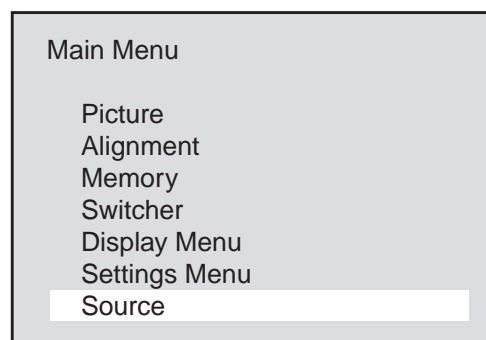 Main Menu
Picture
Alignment
Memory
Switcher
Display Menu
Settings Menu
Source